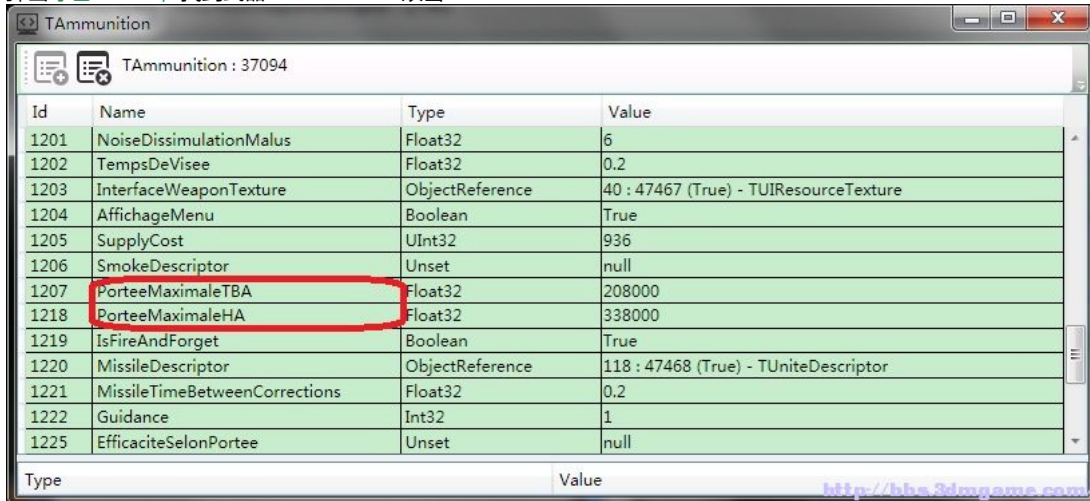 TAmmunition
TAmmunition : 37094
Id Name Type Value
1201 NoiseDissimulationMalus Float32 6
1202 TempsDeVisee Float32 0.2
1203 InterfaceWeaponTexture ObjectReference 40 : 47467 (True) - TUIResourceTexture
1204 AffichageMenu Boolean True
1205 SupplyCost UInt32 936
1206 SmokeDescriptor Unset null
1207 PorteeMaximaleTBA Float32 208000
1218 PorteeMaximaleHA Float32 338000
1219 IsFireAndForget Boolean True
1220 MissileDescriptor ObjectReference 118 : 47468 (True) - TUniteDescriptor
1221 MissileTimeBetweenCorrections Float32 0.2
1222 Guidance Int32 1
1225 EfficaciteSelonPortee Unset null
Type Value
http://bbs.3dmgame.com